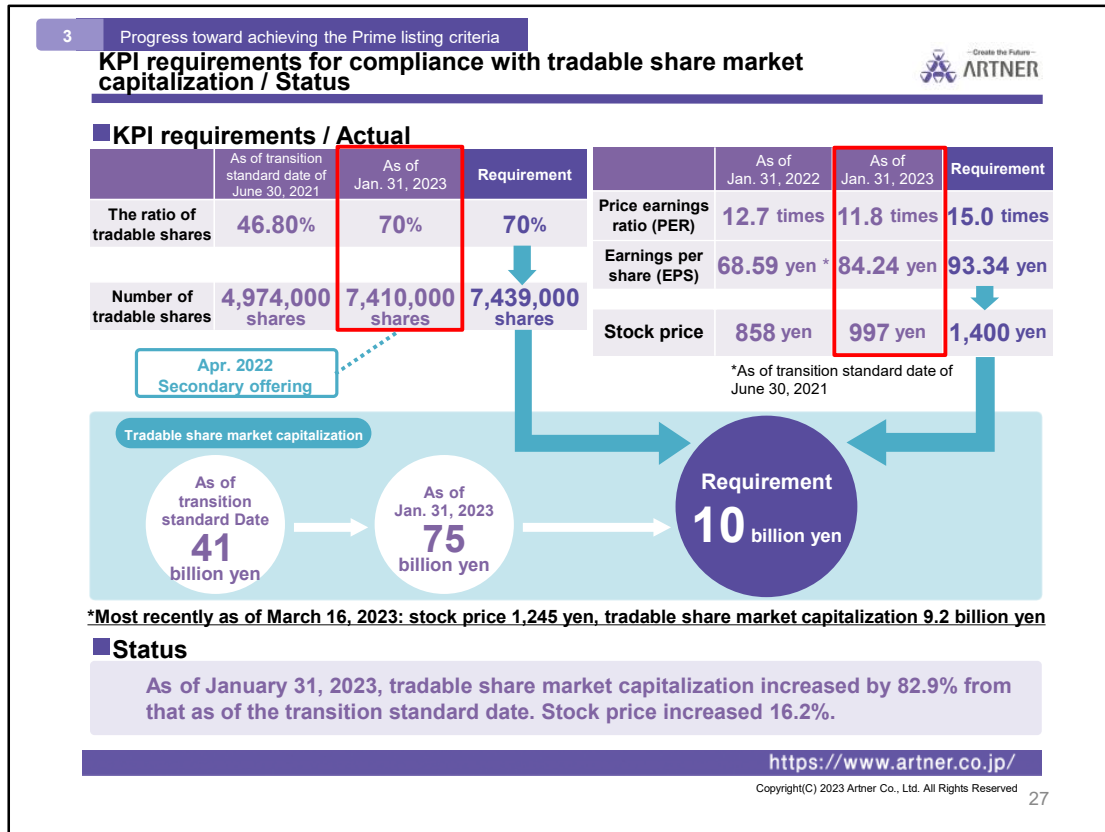 3
Progress toward achieving the Prime listing criteria
KPI requirements for compliance with tradable share market
capitalization / Status
—Create the Future—
ARTNER
KPI requirements / Actual
As of transition
standard date of
June 30, 2021
As of
Jan. 31, 2023
Requirement
The ratio of
tradable shares
46.80%
70%
70%
Number of
tradable shares
4,974,000
shares
7,410,000
shares
7,439,000
shares
Apr. 2022
Secondary offering
As of
Jan. 31, 2022
As of
Jan. 31, 2023
Requirement
Price earnings
ratio (PER)
12.7 times
11.8 times
15.0 times
Earnings per
share (EPS)
68.59 yen *
84.24 yen
93.34 yen
Stock price
858 yen
997 yen
1,400 yen
*As of transition standard date of
June 30, 2021
Tradable share market capitalization
As of
transition
standard Date
41
billion yen
As of
Jan. 31, 2023
75
billion yen
Requirement
10 billion yen
*Most recently as of March 16, 2023: stock price 1,245 yen, tradable share market capitalization 9.2 billion yen
Status
As of January 31, 2023, tradable share market capitalization increased by 82.9% from
that as of the transition standard date. Stock price increased 16.2%.
https://www.artner.co.jp/
Copyright(C) 2023 Artner Co., Ltd. All Rights Reserved
27